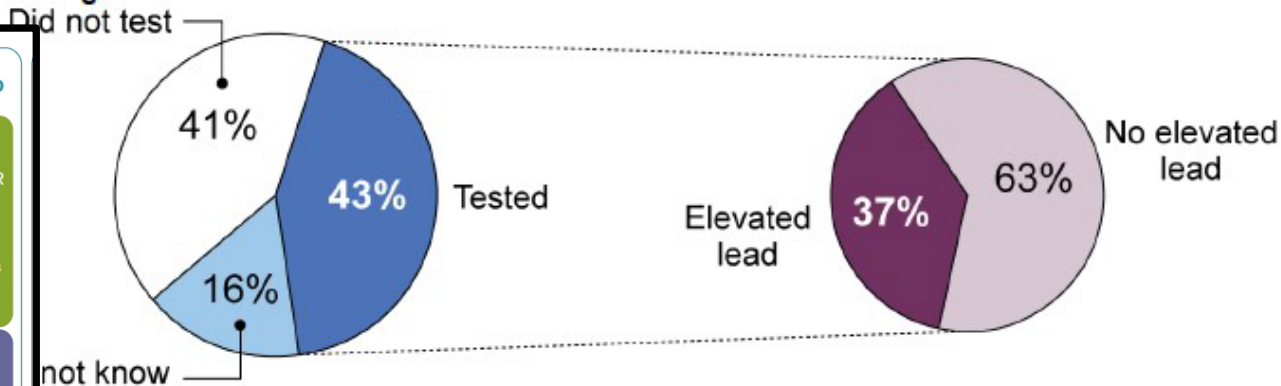 Did not test
41%
43%
Tested
16%
not know
Elevated
lead
37%
63%
No elevated
lead